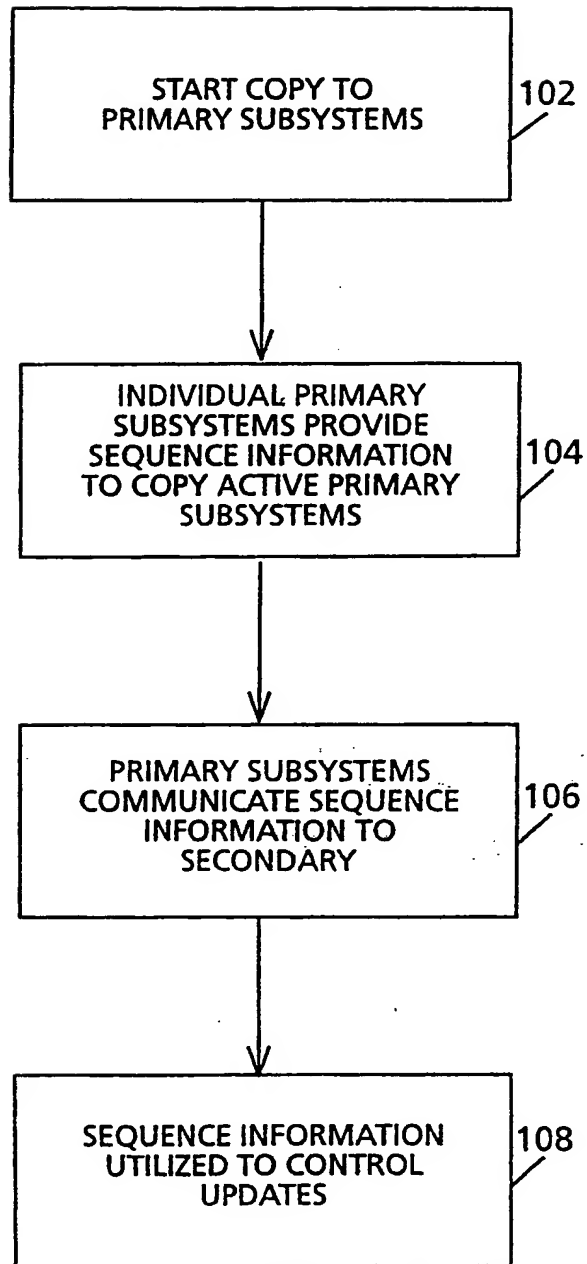 START COPY TO
PRIMARY SUBSYSTEMS
102
INDIVIDUAL PRIMARY
SUBSYSTEMS PROVIDE
SEQUENCE INFORMATION
TO COPY ACTIVE PRIMARY
SUBSYSTEMS
104
PRIMARY SUBSYSTEMS
COMMUNICATE SEQUENCE
INFORMATION TO
SECONDARY
106
SEQUENCE INFORMATION
UTILIZED TO CONTROL
UPDATES
108